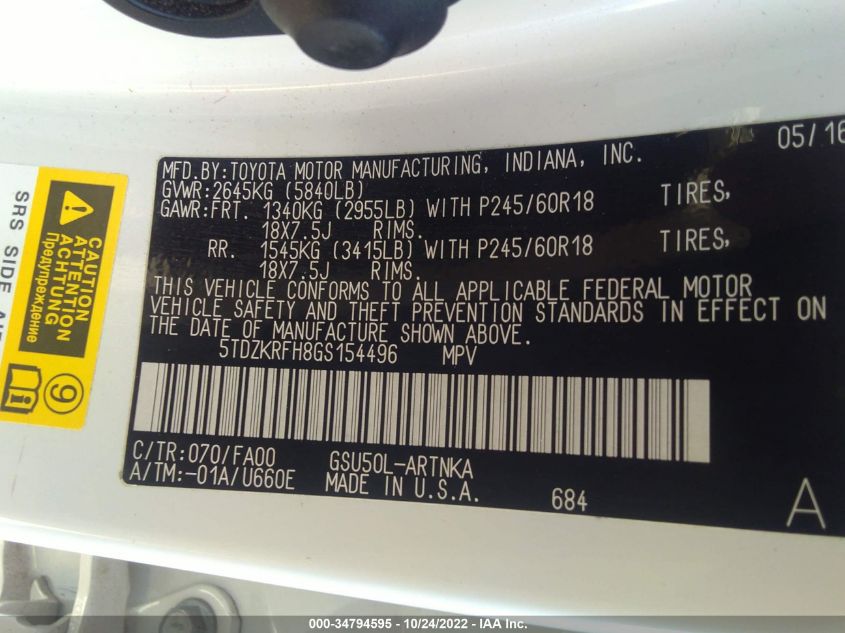 05/16
MFD.BY:TOYOTA MOTOR MANUFACTURING, INDIANA, INC.
GVWR:2645KG (5840LB)
GAWR:FRT. 1340KG (2955LB) WITH P245/60R18 TIRES,
18X7.5J RIMS.
RR. 1545KG (3415LB) WITH P245/60R18 TIRES,
18X7.5J RIMS.
THIS VEHICLE CONFORMS TO ALL APPLICABLE FEDERAL MOTOR
VEHICLE SAFETY AND THEFT PREVENTION STANDARDS IN EFFECT ON
THE DATE OF MANUFACTURE SHOWN ABOVE.
5TDZKRFH8GS154496 MPV
C/TR:070/FA00 GSU50L-ARTNKA
A/TM:-01A/U660E MADE IN U.S.A. 684
A
CAUTION
ATTENTION
ACHTUNG
Предупреждение
SRS SIDE
9
000-34794595 - 10/24/2022 - IAA Inc.